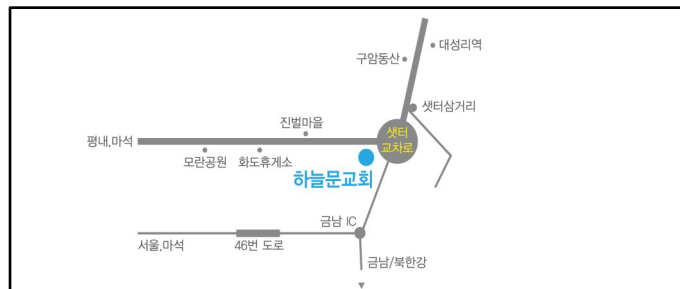 대성리역
구암동산
샛터삼거리
진벌마을
샛터
교차로
평내,마석
모란공원
화도휴게소
하늘문교회
금남 IC
서울,마석
46번 도로
금남/북한강